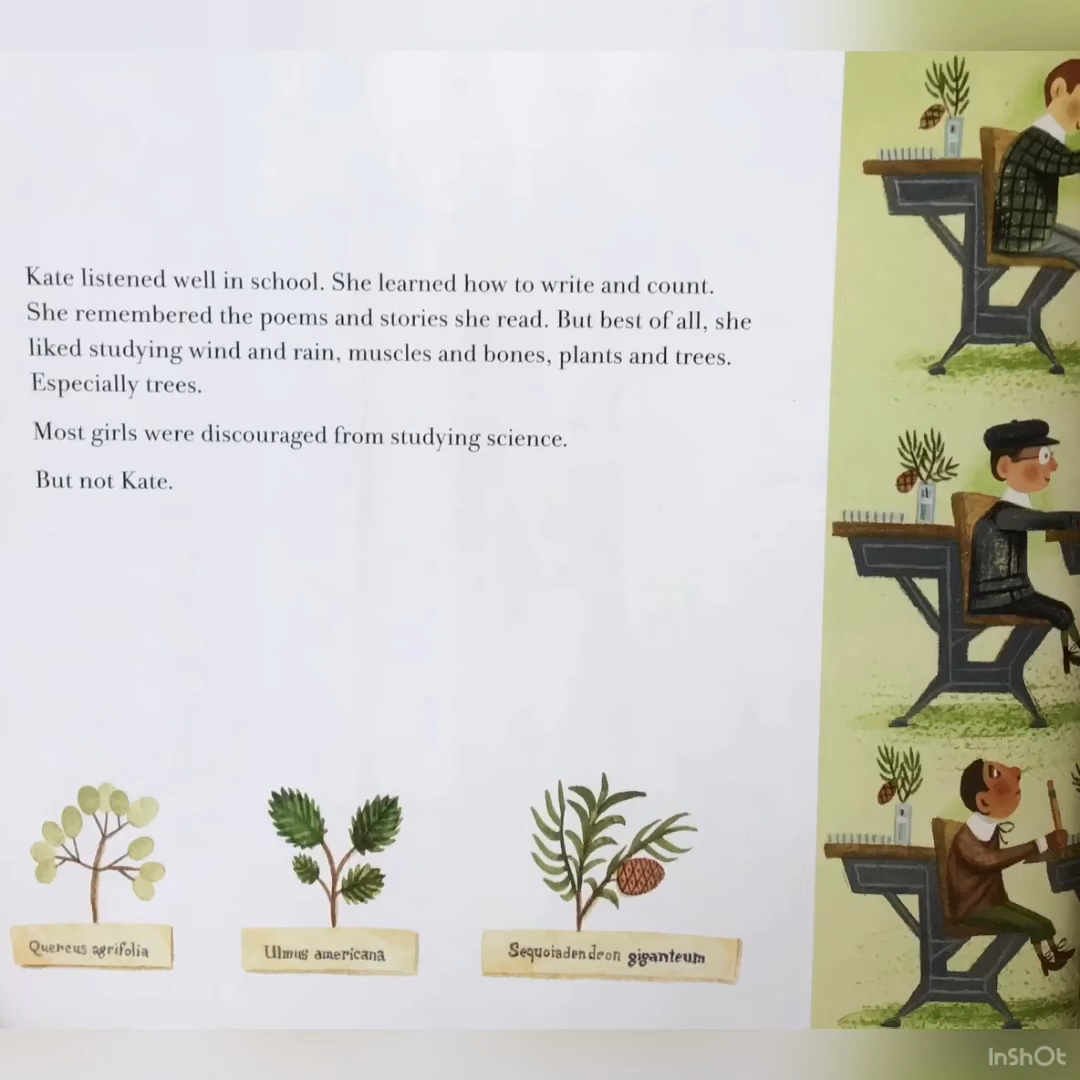 Kate listened well in school. She learned how to write and count.
She remembered the poems and stories she read. But best of all, she
liked studying wind and rain, muscles and bones, plants and trees.
Especially trees.
Most girls were discouraged from studying science.
But not Kate.
Quercus agrifolia
Ulmus americana
Sequoiadendron giganteum
InShOt